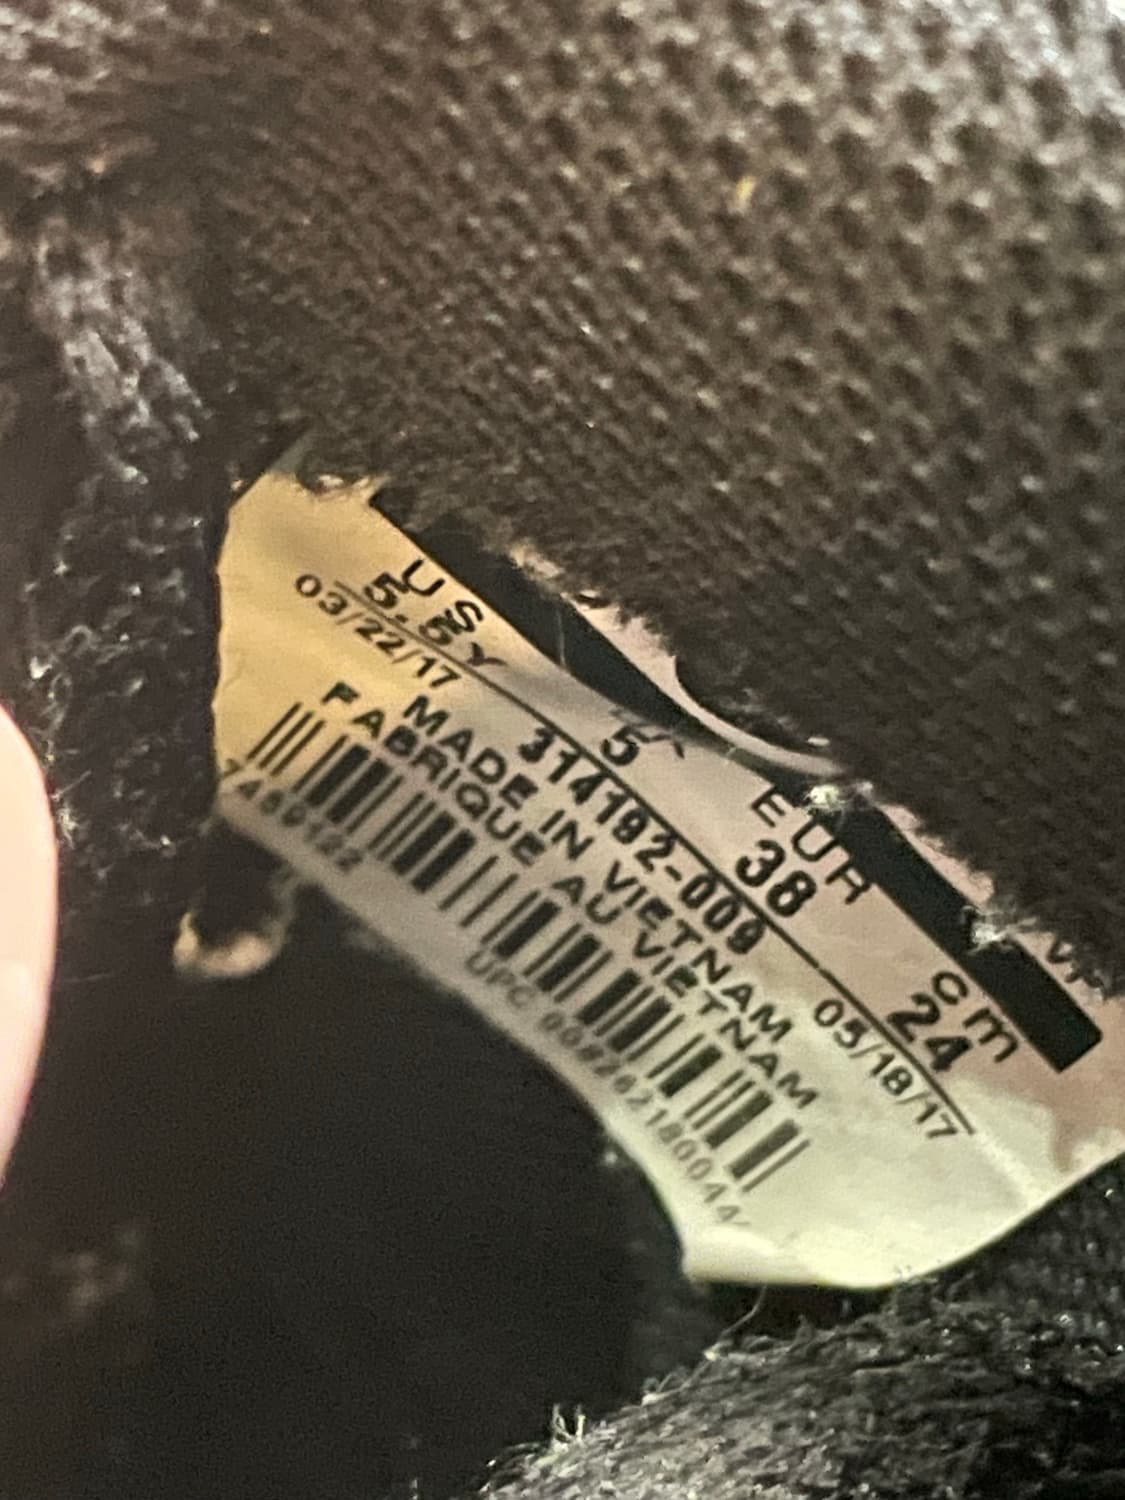 US EUR cm
5.5Y 5 38 24
03/22/17 314192-009 05/18/17
MADE IN VIETNAM
FABRIQUE AU VIETNAM
UPC